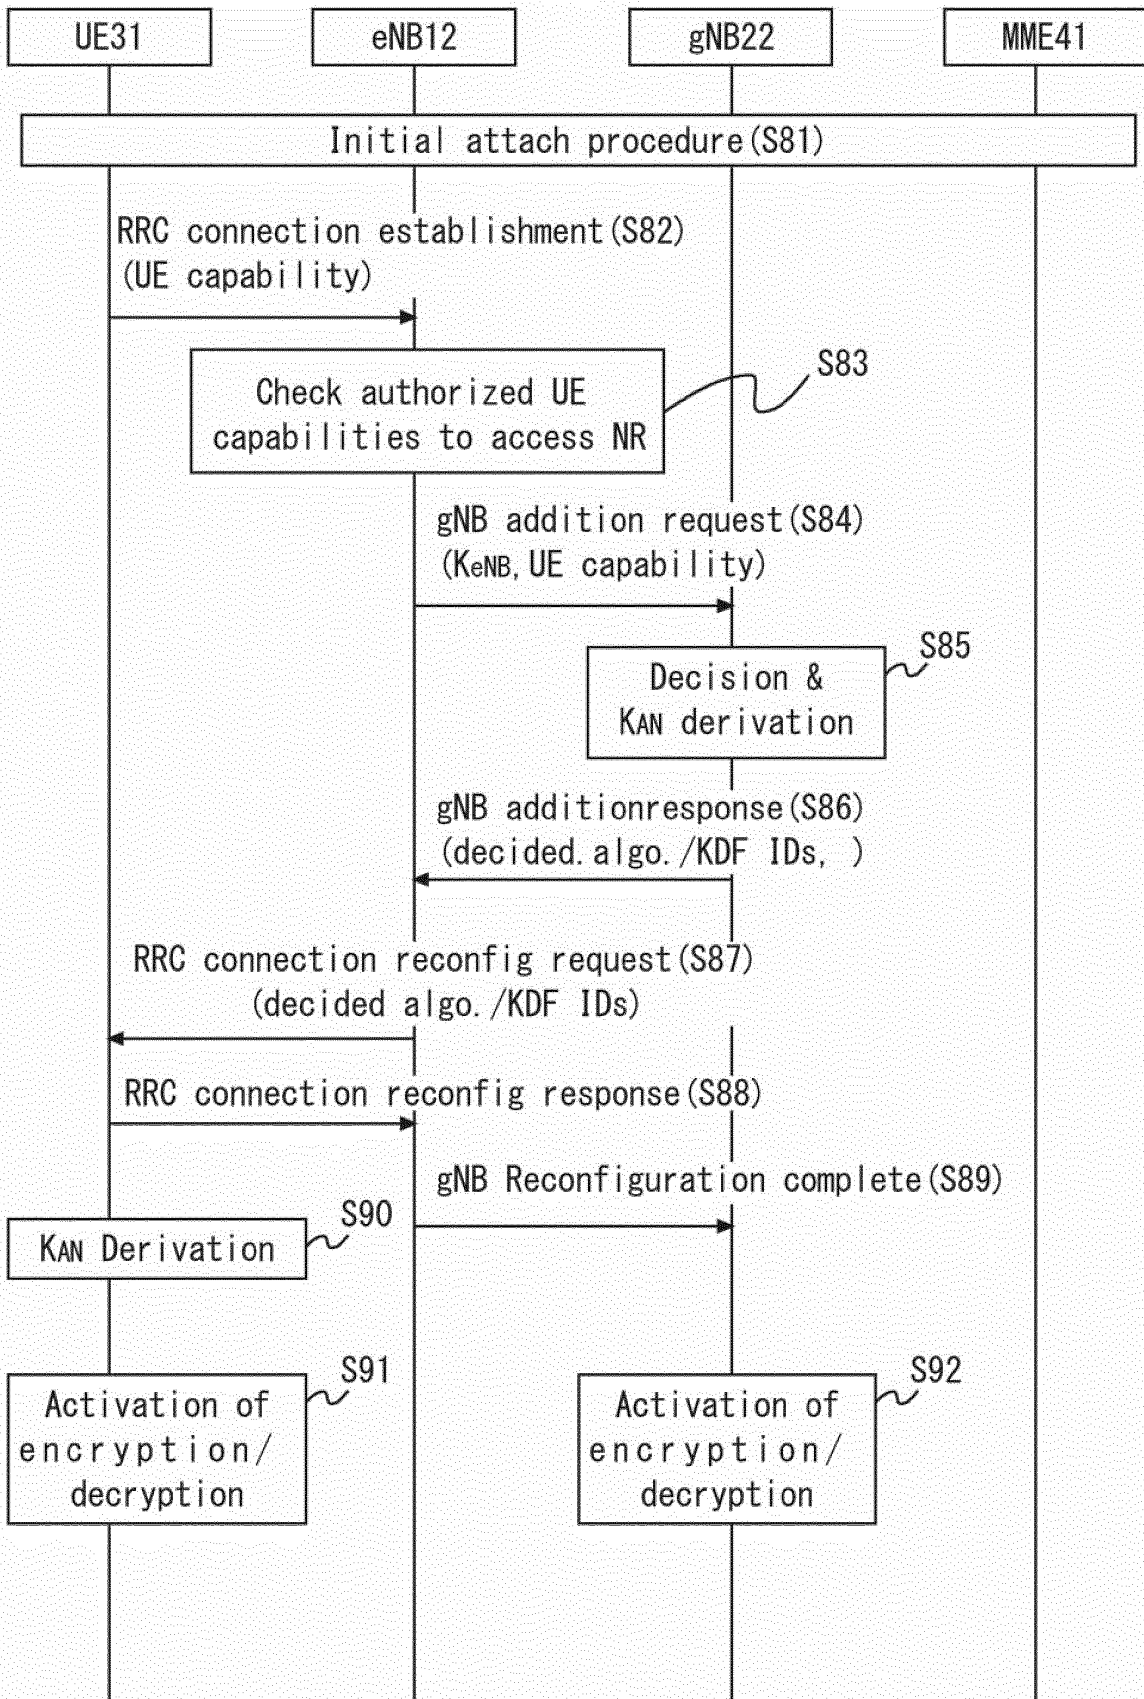 UE31
eNB12
gNB22
MME41
Initial attach procedure(S81)
RRC connection establishment(S82)
(UE capability)
S83
Check authorized UE
capabilities to access NR
gNB addition request(S84)
(KeNB, UE capability)
S85
Decision &
KAN derivation
gNB additionresponse(S86)
(decided. algo. /KDF IDs, )
RRC connection reconfig request(S87)
(decided algo. /KDF IDs)
RRC connection reconfig response(S88)
gNB Reconfiguration complete(S89)
S90
KAN Derivation
S91
Activation of
encryption/
decryption
S92
Activation of
encryption/
decryption